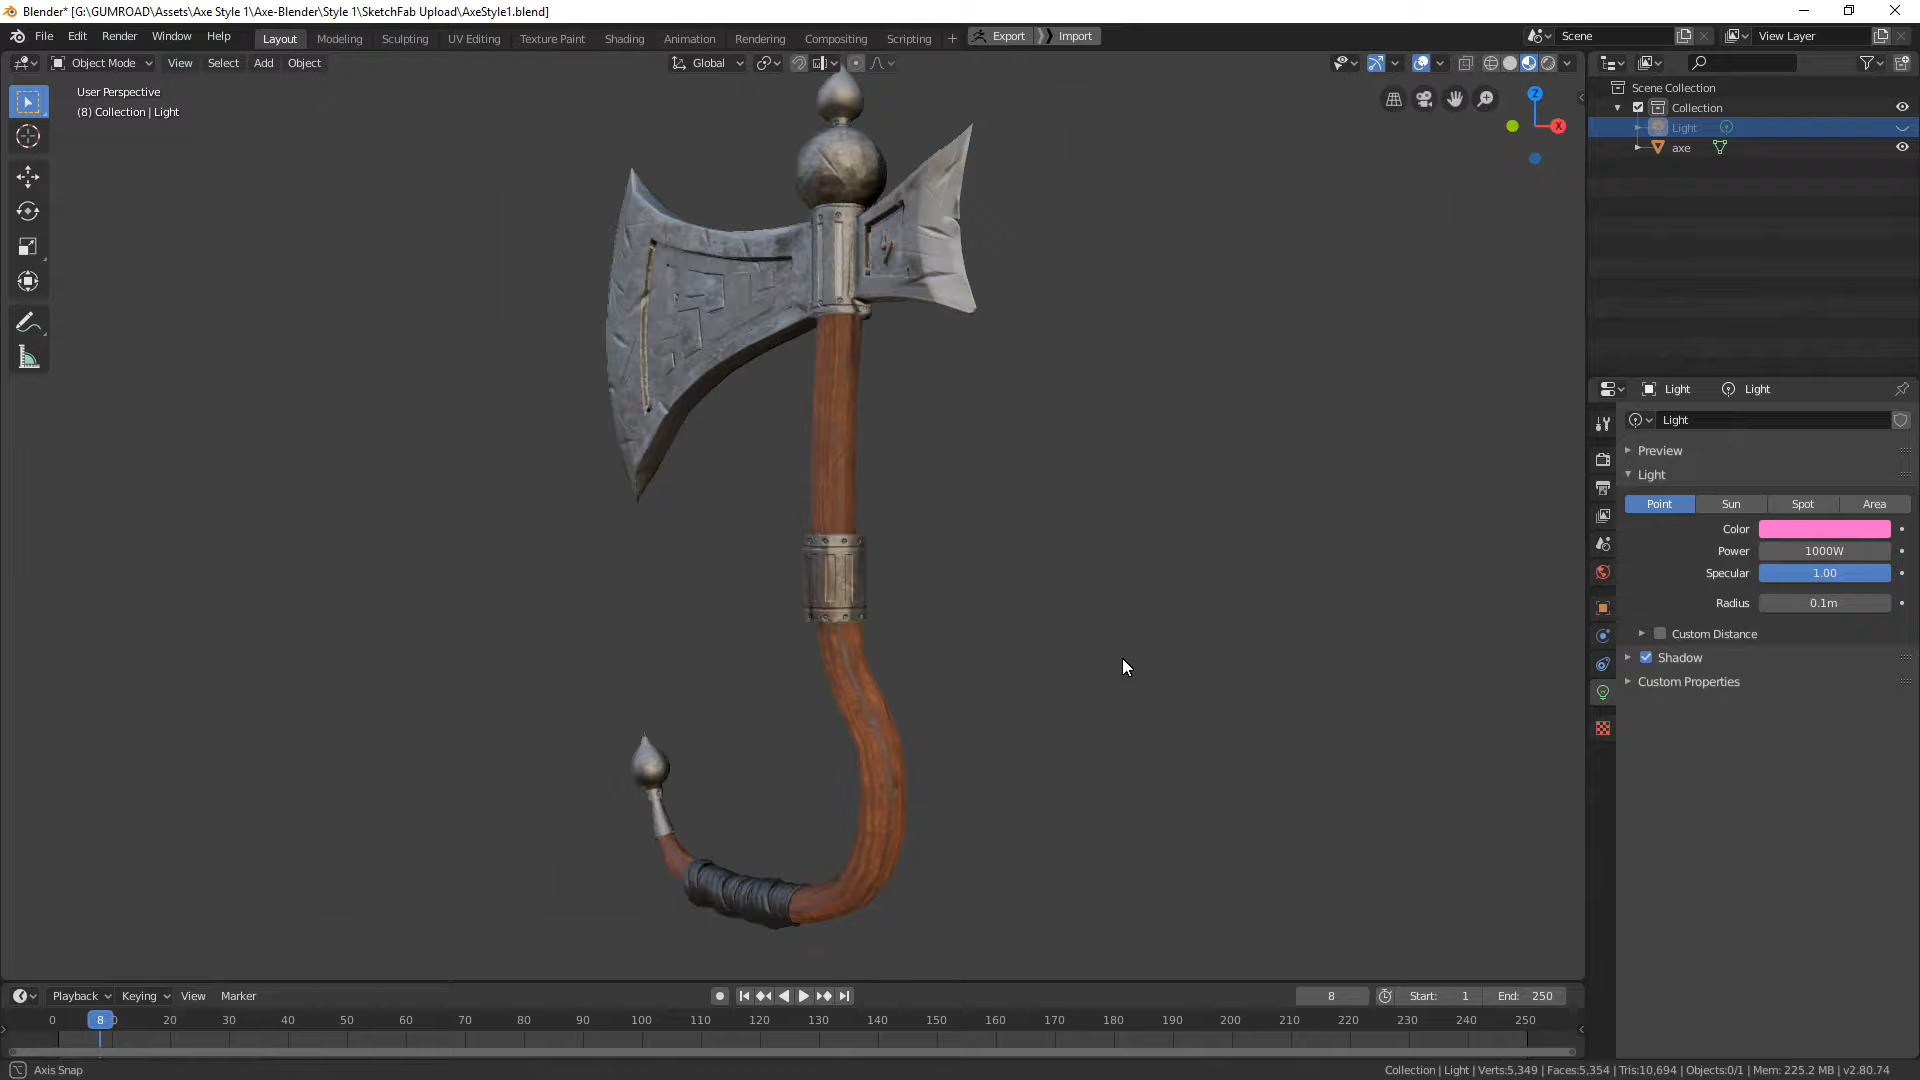 Blender* [G:\GUMROAD\Assets\Axe Style 1\Axe-Blender\Style 1\SketchFab Upload\AxeStyle1.blend]
File Edit Render Window Help Layout Modeling Sculpting UV Editing Texture Paint Shading Animation Rendering Compositing Scripting + Export Import Scene View Layer
Object Mode View Select Add Object Global
User Perspective
(8) Collection | Light
Z
X
Scene Collection
Collection
Light
axe
Light Light
Light
Preview
Light
Point Sun Spot Area
Color
Power 1000W
Specular 1.00
Radius 0.1m
Custom Distance
Shadow
Custom Properties
Playback Keying View Marker 8 Start: 1 End: 250
0 8 20 30 40 50 60 70 80 90 100 110 120 130 140 150 160 170 180 190 200 210 220 230 240 250
Axis Snap
Collection | Light | Verts:5,349 | Faces:5,354 | Tris:10,694 | Objects:0/1 | Mem: 225.2 MB | v2.80.74